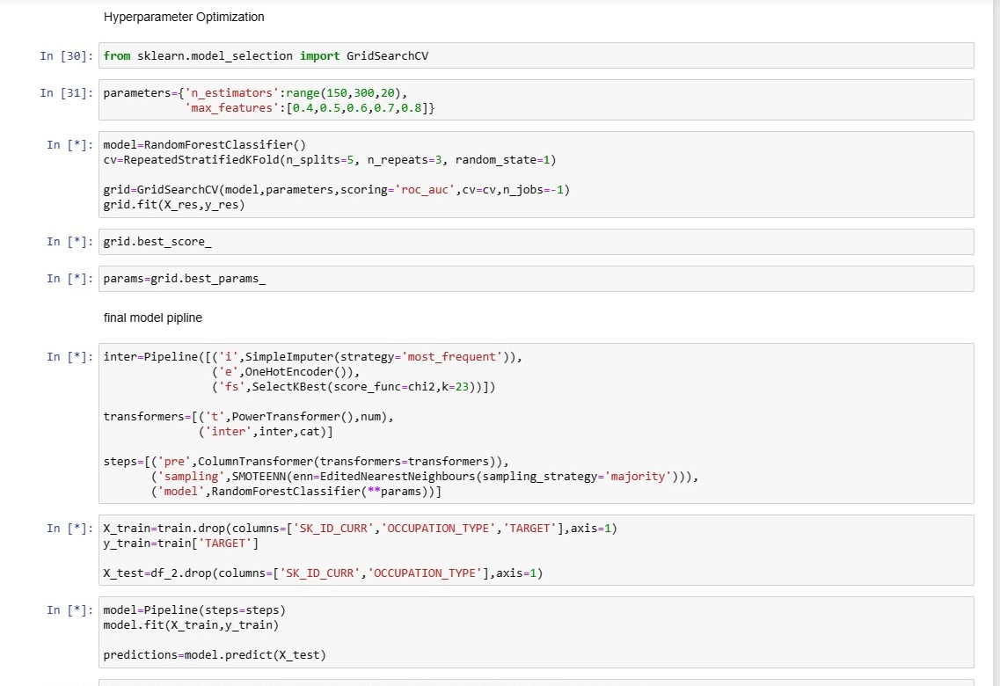 Hyperparameter Optimization
In [30]: from sklearn.model_selection import GridSearchCV
In [31]: parameters={'n_estimators':range(150,300,20),
'max_features':[0.4,0.5,0.6,0.7,0.8]}
In [*]: model=RandomForestClassifier()
cv=RepeatedStratifiedKFold(n_splits=5, n_repeats=3, random_state=1)
grid=GridSearchCV(model,parameters,scoring='roc_auc',cv=cv,n_jobs=-1)
grid.fit(X_res,y_res)
In [*]: grid.best_score_
In [*]: params=grid.best_params_
final model pipline
In [*]: inter=Pipeline([('i',SimpleImputer(strategy='most_frequent')),
('e',OneHotEncoder()),
('fs',SelectKBest(score_func=chi2,k=23))])
transformers=[('t',PowerTransformer(),num),
('inter',inter,cat)]
steps=[('pre',ColumnTransformer(transformers=transformers)),
('sampling',SMOTEENN(enn=EditedNearestNeighbours(sampling_strategy='majority'))),
('model',RandomForestClassifier(**params))]
In [*]: X_train=train.drop(columns=['SK_ID_CURR','OCCUPATION_TYPE','TARGET'],axis=1)
y_train=train['TARGET']
X_test=df_2.drop(columns=['SK_ID_CURR','OCCUPATION_TYPE'],axis=1)
In [*]: model=Pipeline(steps=steps)
model.fit(X_train,y_train)
predictions=model.predict(X_test)